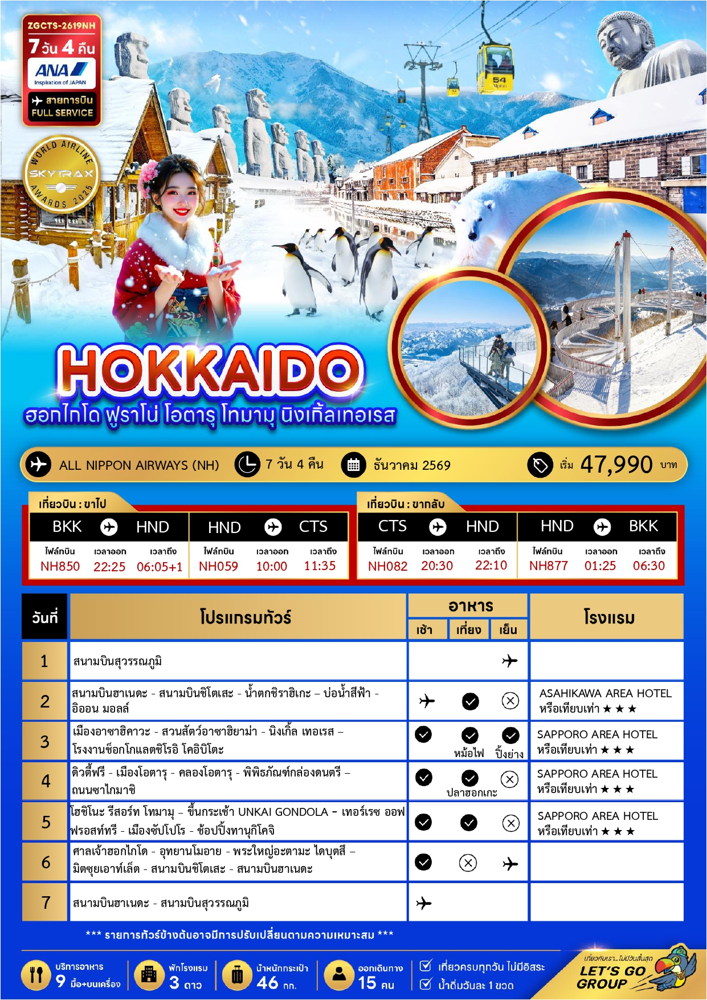 ZGCTS-2619NH
7 วัน 4 คืน
ANA
Inspiration of JAPAN
สายการบิน
FULL SERVICE
WORLD AIRLINE
SKYTRAX
AWARDS 2025
54
Alpha
HOKKAIDO
ฮอกไกโด ฟูราโน่ โอตารุ โทมามุ นิงเกิ้ลเทอเรส
ALL NIPPON AIRWAYS (NH) 7 วัน 4 คืน ธันวาคม 2569 เริ่ม 47,990 บาท
เที่ยวบิน : ขาไป เที่ยวบิน : ขากลับ
BKK HND HND CTS CTS HND HND BKK
ไฟล์ทบิน เวลาออก เวลาถึง ไฟล์ทบิน เวลาออก เวลาถึง ไฟล์ทบิน เวลาออก เวลาถึง ไฟล์ทบิน เวลาออก เวลาถึง
NH850 22:25 06:05+1 NH059 10:00 11:35 NH082 20:30 22:10 NH877 01:25 06:30
วันที่ โปรแกรมทัวร์ อาหาร โรงแรม
เช้า เที่ยง เย็น
1 สนามบินสุวรรณภูมิ
2 สนามบินฮาเนดะ - สนามบินชิโตเสะ - น้ำตกชิราฮิเกะ – บ่อน้ำสีฟ้า - ASAHIKAWA AREA HOTEL
อิออน มอลล์ หรือเทียบเท่า ★ ★ ★
3 เมืองอาซาฮิคาวะ - สวนสัตว์อาซาฮิยาม่า - นิงเกิ้ล เทอเรส – SAPPORO AREA HOTEL
โรงงานช็อกโกแลตชิโรอิ โคอิบิโตะ หม้อไฟ ปิ้งย่าง หรือเทียบเท่า ★ ★ ★
4 ดิวตี้ฟรี - เมืองโอตารุ - คลองโอตารุ - พิพิธภัณฑ์กล่องดนตรี – SAPPORO AREA HOTEL
ถนนซาไกมาชิ ปลาฮอกเกะ หรือเทียบเท่า ★ ★ ★
5 โฮชิโนะ รีสอร์ท โทมามุ – ขึ้นกระเช้า UNKAI GONDOLA – เทอร์เรซ ออฟ SAPPORO AREA HOTEL
ฟรอสท์ทรี - เมืองซัปโปโร - ช้อปปิ้งทานุกิโคจิ หรือเทียบเท่า ★ ★ ★
6 ศาลเจ้าฮอกไกโด - อุทยานโมอาย - พระใหญ่อะตามะ ไดบุตสึ –
มิตซุยเอาท์เล็ต - สนามบินชิโตเสะ - สนามบินฮาเนดะ
7 สนามบินฮาเนดะ - สนามบินสุวรรณภูมิ
*** รายการทัวร์ข้างต้นอาจมีการปรับเปลี่ยนตามความเหมาะสม ***
บริการอาหาร
9 มื้อ+บนเครื่อง
พักโรงแรม
3 ดาว
น้ำหนักกระเป๋า
46 กก.
ออกเดินทาง
15 คน
เที่ยวครบทุกวัน ไม่มีอิสระ
น้ำดื่มวันละ 1 ขวด
เที่ยวกับเรา...ไม่มีวันสิ้นสุด
LET'S GO
GROUP